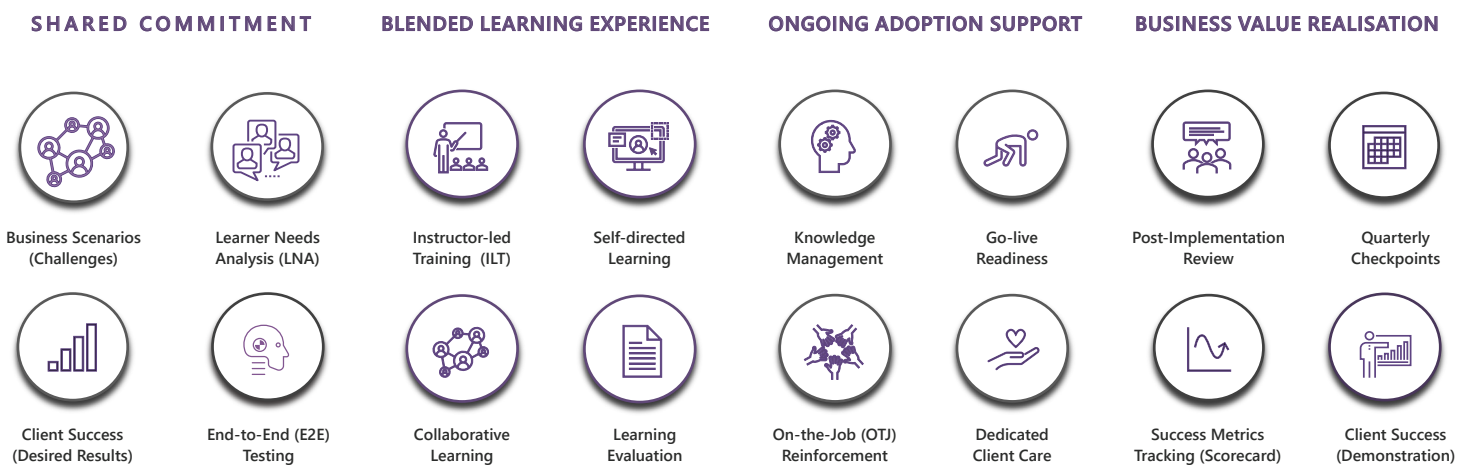 SHARED COMMITMENT
BLENDED LEARNING EXPERIENCE
ONGOING ADOPTION SUPPORT
BUSINESS VALUE REALISATION
Business Scenarios
(Challenges)
Learner Needs
Analysis (LNA)
Instructor-led
Training (ILT)
Self-directed
Learning
Knowledge
Management
Go-live
Readiness
Post-Implementation
Review
Quarterly
Checkpoints
Client Success
(Desired Results)
End-to-End (E2E)
Testing
Collaborative
Learning
Learning
Evaluation
On-the-Job (OTJ)
Reinforcement
Dedicated
Client Care
Success Metrics
Tracking (Scorecard)
Client Success
(Demonstration)